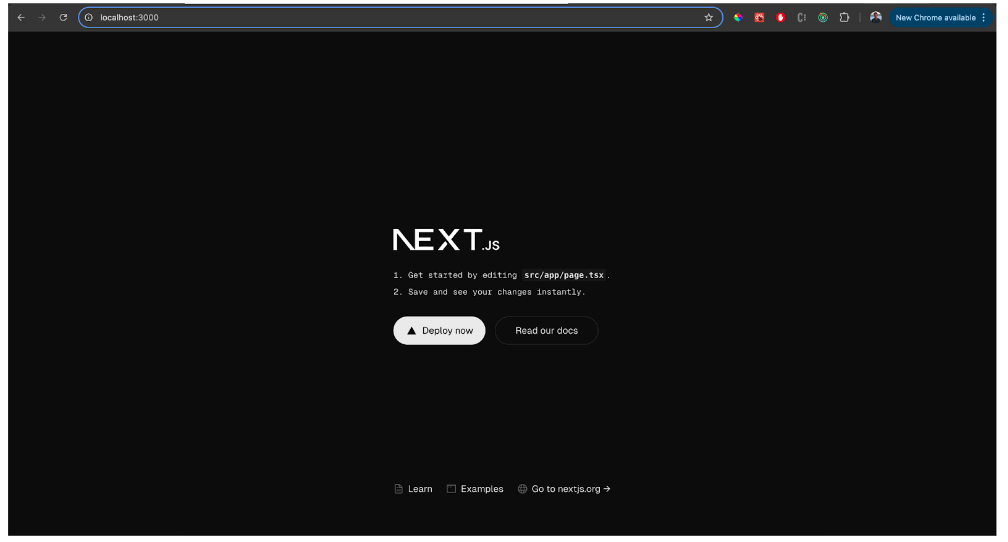 localhost:3000
New Chrome available
NEXT.JS
1. Get started by editing src/app/page.tsx.
2. Save and see your changes instantly.
Deploy now
Read our docs
Learn
Examples
Go to nextjs.org →